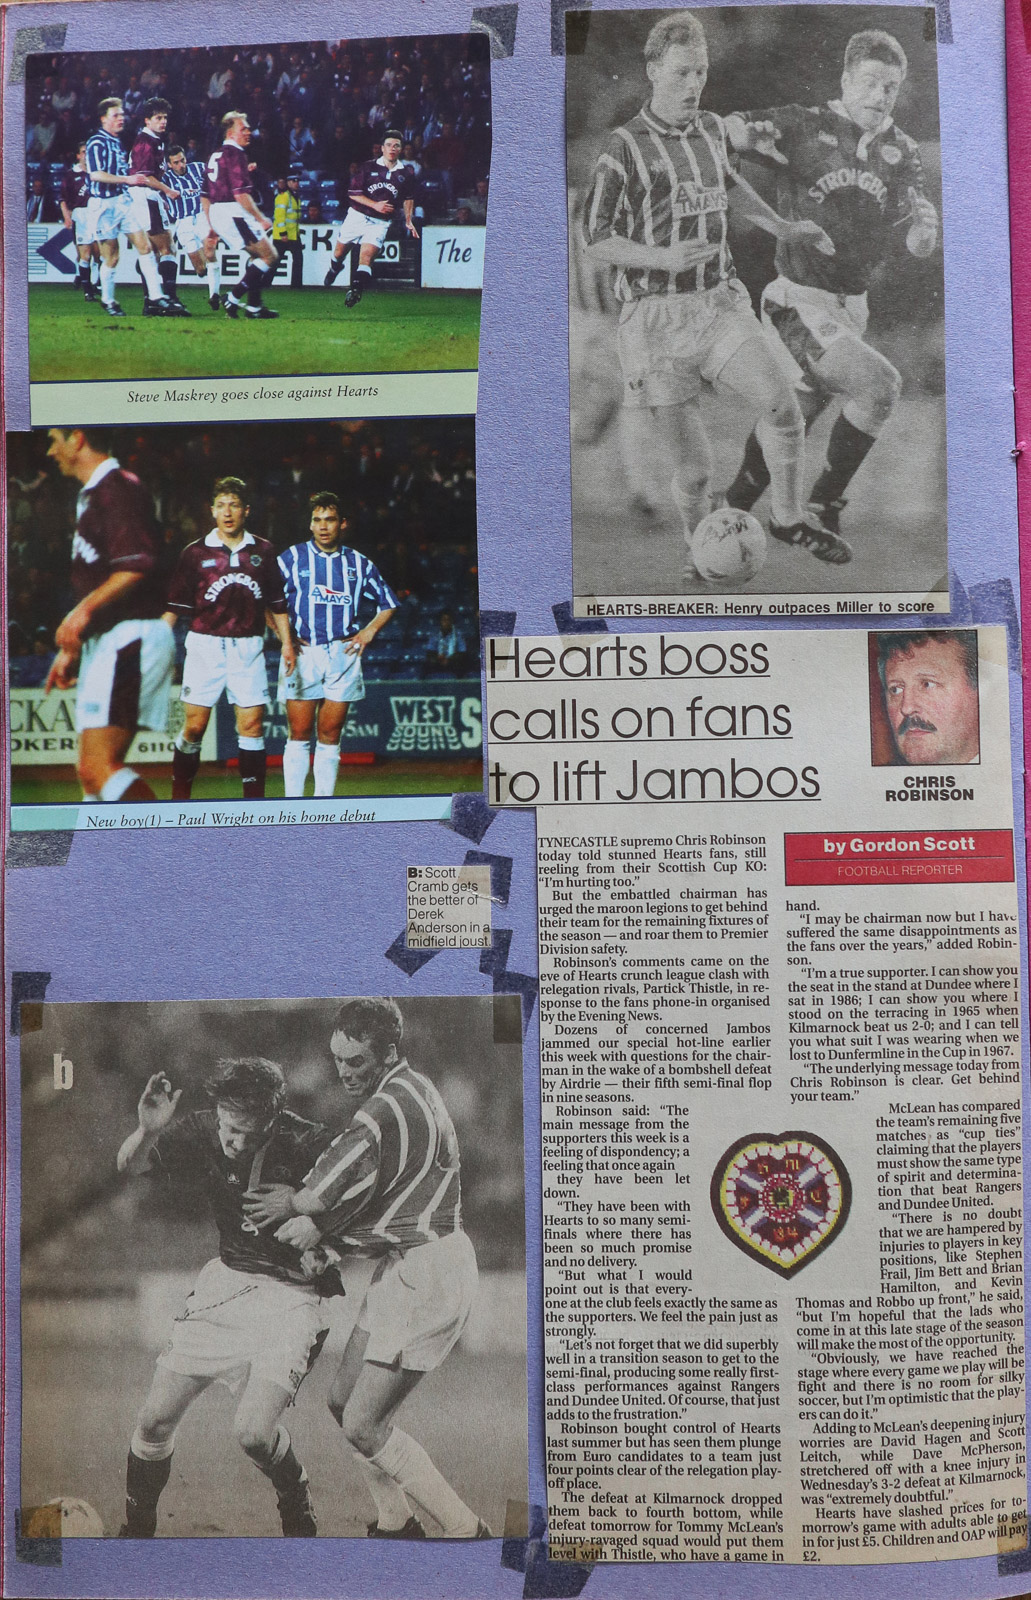 5
STRONGBOW
A
MAYS
20
The
Steve Maskrey goes close against Hearts
A
TMAYS
STRONGBO
Mitre
HEARTS-BREAKER: Henry outpaces Miller to score
STRONGBOW
A
TMAYS
CKA
OKER
6110
5AM
WEST
SOUND
S
New boy(1) – Paul Wright on his home debut
Hearts boss
calls on fans
to lift Jambos
CHRIS
ROBINSON
B: Scott
Cramb gets
the better of
Derek
Anderson in a
midfield joust
b
TYNECASTLE supremo Chris Robinson
today told stunned Hearts fans, still
reeling from their Scottish Cup KO:
“I’m hurting too.”
But the embattled chairman has
urged the maroon legions to get behind
their team for the remaining fixtures of
the season — and roar them to Premier
Division safety.
Robinson’s comments came on the
eve of Hearts crunch league clash with
relegation rivals, Partick Thistle, in re-
sponse to the fans phone-in organised
by the Evening News.
Dozens of concerned Jambos
jammed our special hot-line earlier
this week with questions for the chair-
man in the wake of a bombshell defeat
by Airdrie — their fifth semi-final flop
in nine seasons.
Robinson said: “The
main message from the
supporters this week is a
feeling of dispondency; a
feeling that once again
they have been let
down.
“They have been with
Hearts to so many semi-
finals where there has
been so much promise
and no delivery.
“But what I would
point out is that every-
one at the club feels exactly the same as
the supporters. We feel the pain just as
strongly.
“Let’s not forget that we did superbly
well in a transition season to get to the
semi-final, producing some really first-
class performances against Rangers
and Dundee United. Of course, that just
adds to the frustration.”
Robinson bought control of Hearts
last summer but has seen them plunge
from Euro candidates to a team just
four points clear of the relegation play-
off place.
The defeat at Kilmarnock dropped
them back to fourth bottom, while
defeat tomorrow for Tommy McLean’s
injury-ravaged squad would put them
level with Thistle, who have a game in
by Gordon Scott
FOOTBALL REPORTER
hand.
“I may be chairman now but I have
suffered the same disappointments as
the fans over the years,” added Robin-
son.
“I’m a true supporter. I can show you
the seat in the stand at Dundee where I
sat in 1986; I can show you where I
stood on the terracing in 1965 when
Kilmarnock beat us 2-0; and I can tell
you what suit I was wearing when we
lost to Dunfermline in the Cup in 1967.
“The underlying message today from
Chris Robinson is clear. Get behind
your team.”
McLean has compared
the team’s remaining five
matches as “cup ties”
claiming that the players
must show the same type
of spirit and determina-
tion that beat Rangers
and Dundee United.
“There is no doubt
that we are hampered by
injuries to players in key
positions, like Stephen
Frail, Jim Bett and Brian
Hamilton, and Kevin
Thomas and Robbo up front,” he said,
“but I’m hopeful that the lads who
come in at this late stage of the season
will make the most of the opportunity.
“Obviously, we have reached the
stage where every game we play will be
fight and there is no room for silky
soccer, but I’m optimistic that the play-
ers can do it.”
Adding to McLean’s deepening injury
worries are David Hagen and Scott
Leitch, while Dave McPherson,
stretchered off with a knee injury in
Wednesday’s 3-2 defeat at Kilmarnock,
was “extremely doubtful.”
Hearts have slashed prices for to-
morrow’s game with adults able to get
in for just £5. Children and OAP will pay
£2.